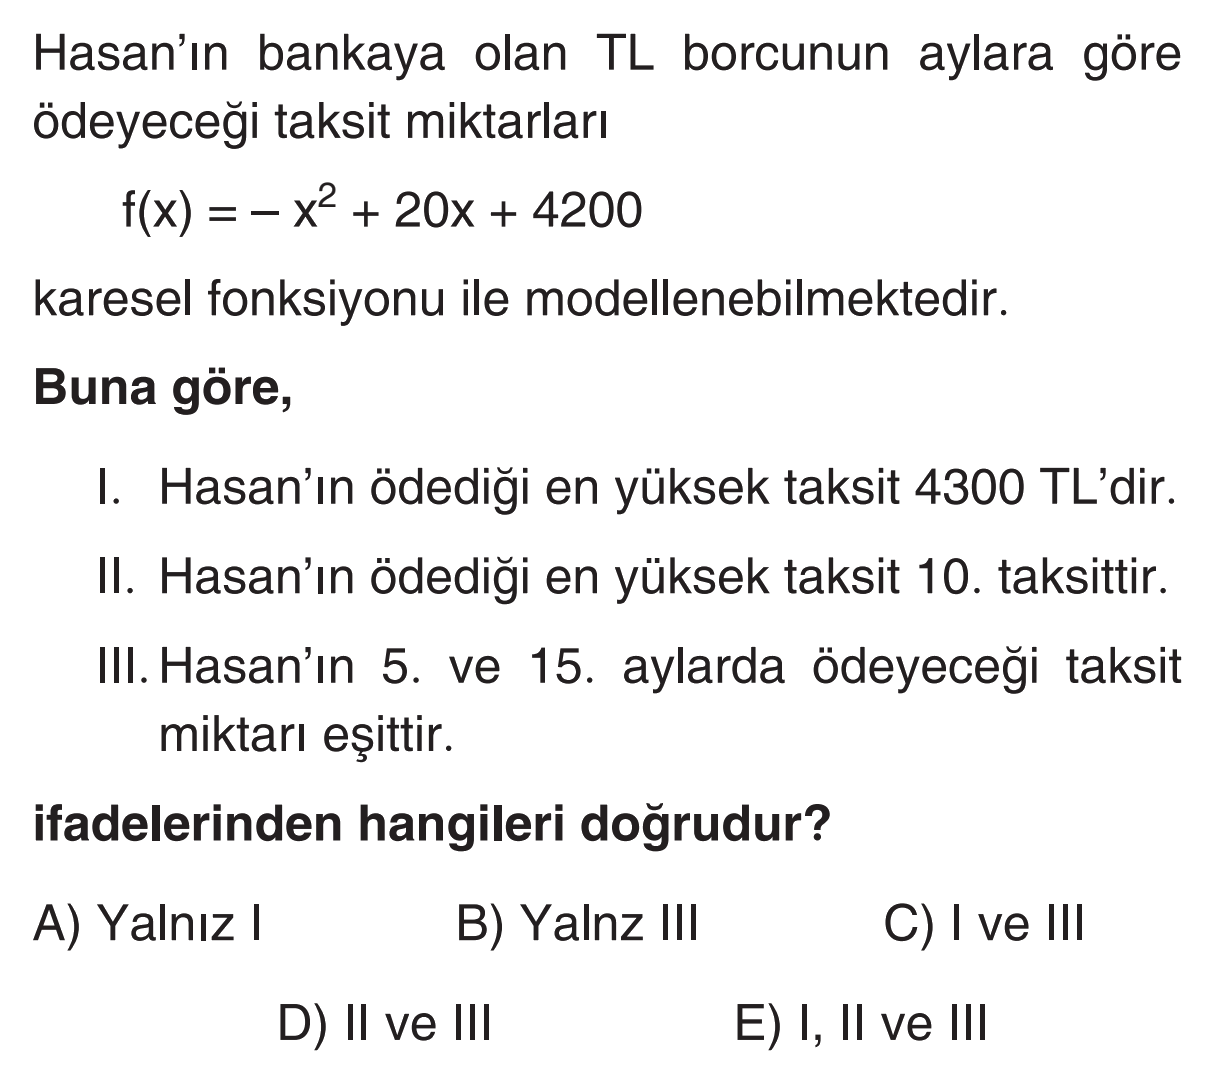 Hasan’ın bankaya olan TL borcunun aylara göre
ödeyeceği taksit miktarları
f(x) = – x² + 20x + 4200
karesel fonksiyonu ile modellenebilmektedir.
Buna göre,
I. Hasan’ın ödediği en yüksek taksit 4300 TL’dir.
II. Hasan’ın ödediği en yüksek taksit 10. taksittir.
III. Hasan’ın 5. ve 15. aylarda ödeyeceği taksit
miktarı eşittir.
ifadelerinden hangileri doğrudur?
A) Yalnız I B) Yalnz III C) I ve III
D) II ve III E) I, II ve III